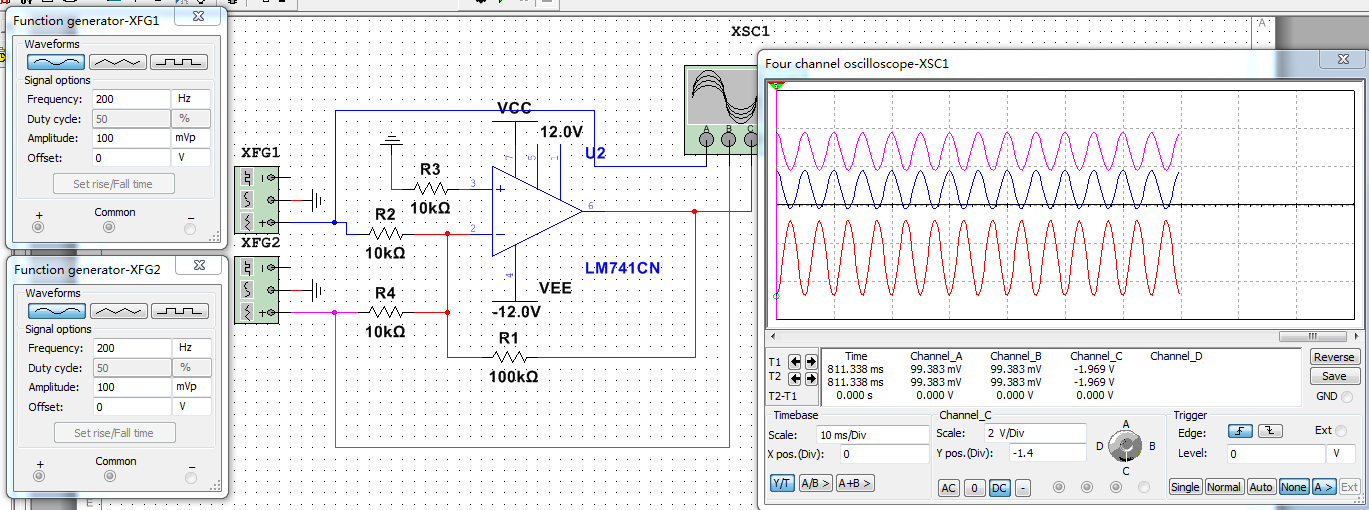 Function generator-XFG1
Waveforms
Signal options
Frequency: 200 Hz
Duty cycle: 50 %
Amplitude: 100 mVp
Offset: 0 V
Set rise/Fall time
+ Common −
Function generator-XFG2
Waveforms
Signal options
Frequency: 200 Hz
Duty cycle: 50 %
Amplitude: 100 mVp
Offset: 0 V
Set rise/Fall time
+ Common −
XFG1
XFG2
VCC
12.0V
U2
R3
10kΩ
R2
10kΩ
R4
10kΩ
R1
100kΩ
3
2
7
5
1
6
4
+
−
LM741CN
VEE
-12.0V
XSC1
A B C
A
E
Four channel oscilloscope-XSC1
Time Channel_A Channel_B Channel_C Channel_D
T1 811.338 ms 99.383 mV 99.383 mV -1.969 V
T2 811.338 ms 99.383 mV 99.383 mV -1.969 V
T2-T1 0.000 s 0.000 V 0.000 V 0.000 V
Reverse
Save
GND
Timebase
Scale: 10 ms/Div
X pos.(Div): 0
Y/T A/B > A+B >
Channel_C
Scale: 2 V/Div
Y pos.(Div): -1.4
AC 0 DC -
A
B
C
D
Trigger
Edge: Ext
Level: 0 V
Single Normal Auto None A > Ext